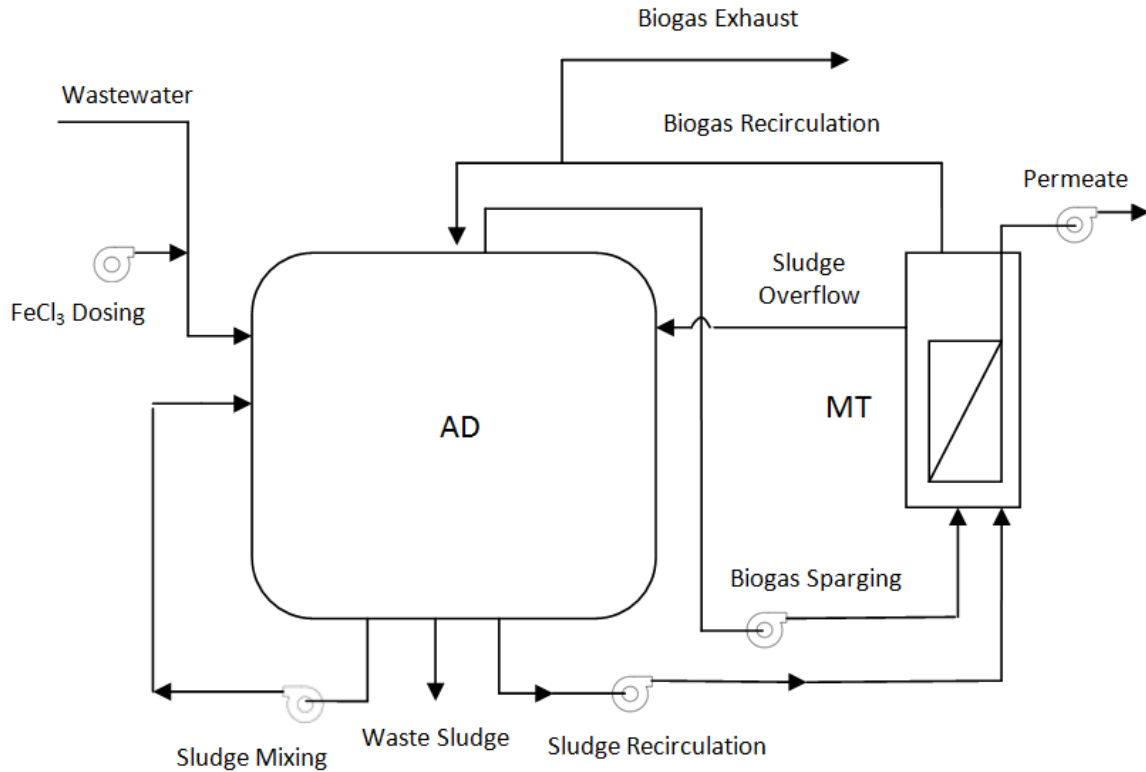 Biogas Exhaust
Wastewater
Biogas Recirculation
Permeate
Sludge
Overflow
FeCl₃ Dosing
MT
AD
Biogas Sparging
Waste Sludge
Sludge Recirculation
Sludge Mixing